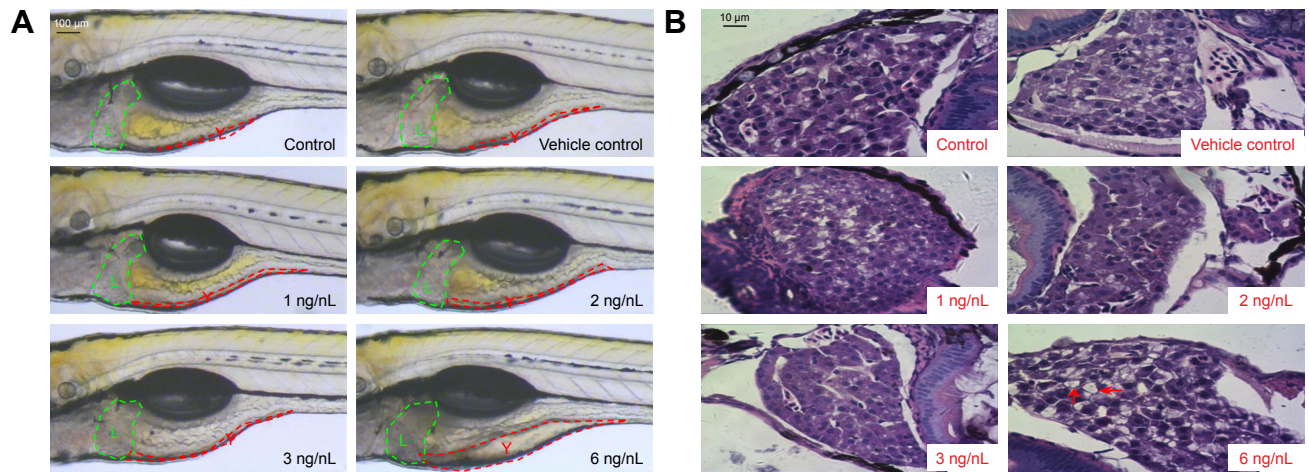 A
100 µm
L
Y
Control
L
Y
Vehicle control
L
Y
1 ng/nL
L
Y
2 ng/nL
L
Y
3 ng/nL
L
Y
6 ng/nL
B
10 µm
Control
Vehicle control
1 ng/nL
2 ng/nL
3 ng/nL
6 ng/nL